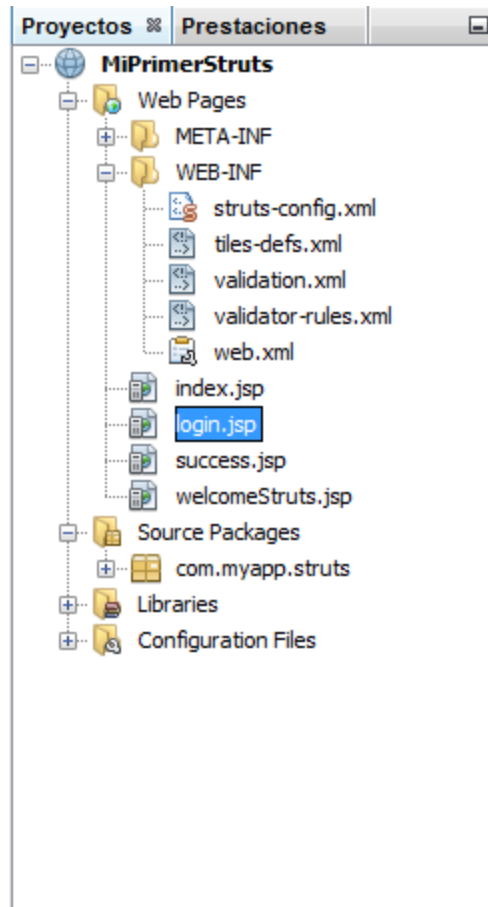 Proyectos Prestaciones
MiPrimerStruts
Web Pages
META-INF
WEB-INF
struts-config.xml
tiles-defs.xml
validation.xml
validator-rules.xml
web.xml
index.jsp
login.jsp
success.jsp
welcomeStruts.jsp
Source Packages
com.myapp.struts
Libraries
Configuration Files